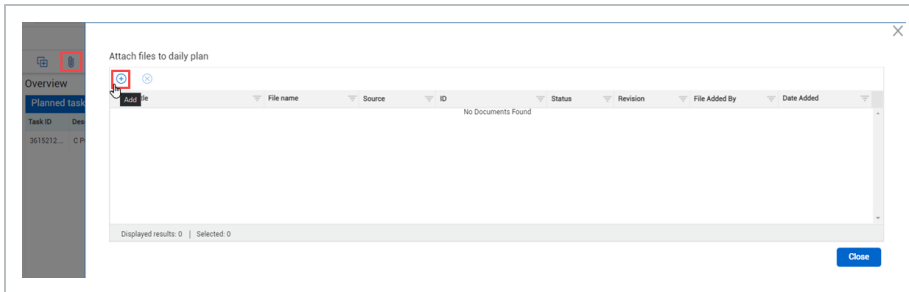 Attach files to daily plan
Overview
Add
Planned task
File name
Source
ID
Status
Revision
File Added By
Date Added
Task ID
No Documents Found
3615212...
C P
Displayed results: 0 | Selected: 0
Close